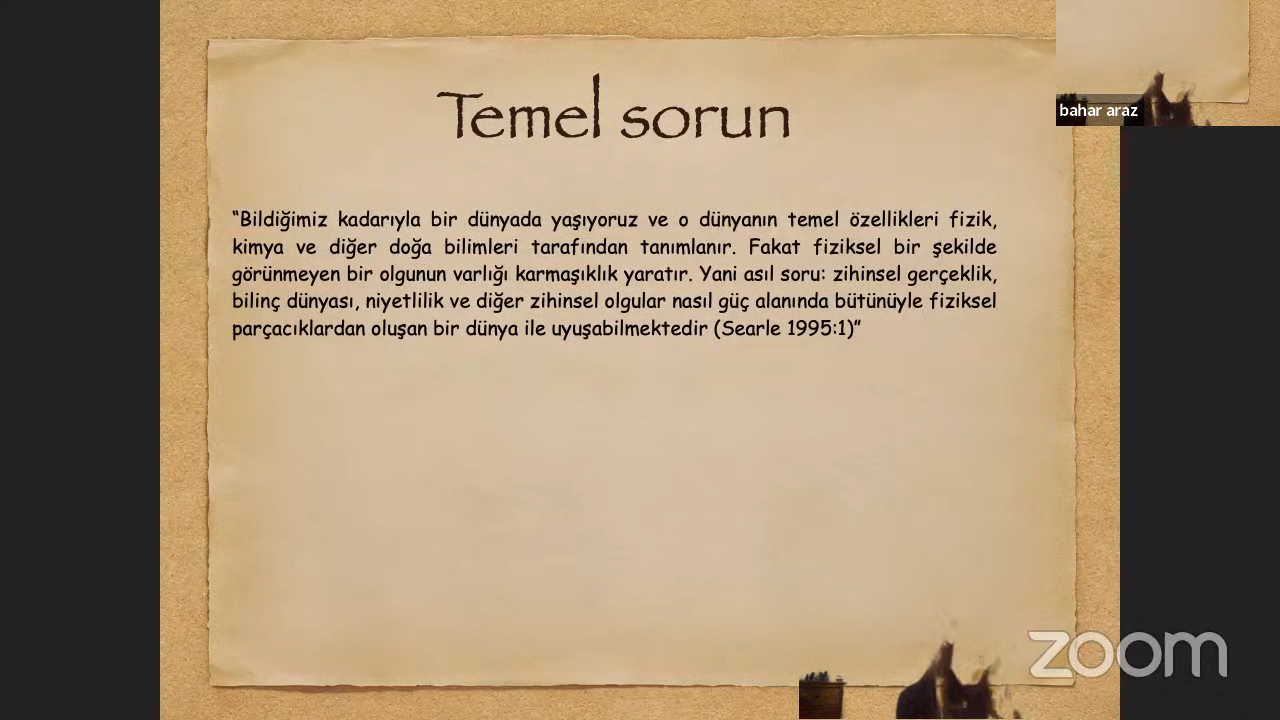 Temel sorun
bahar araz
“Bildiğimiz kadarıyla bir dünyada yaşıyoruz ve o dünyanın temel özellikleri fizik,
kimya ve diğer doğa bilimleri tarafından tanımlanır. Fakat fiziksel bir şekilde
görünmeyen bir olgunun varlığı karmaşıklık yaratır. Yani asıl soru: zihinsel gerçeklik,
bilinç dünyası, niyetlilik ve diğer zihinsel olgular nasıl güç alanında bütünüyle fiziksel
parçacıklardan oluşan bir dünya ile uyuşabilmektedir (Searle 1995:1)”
zoom